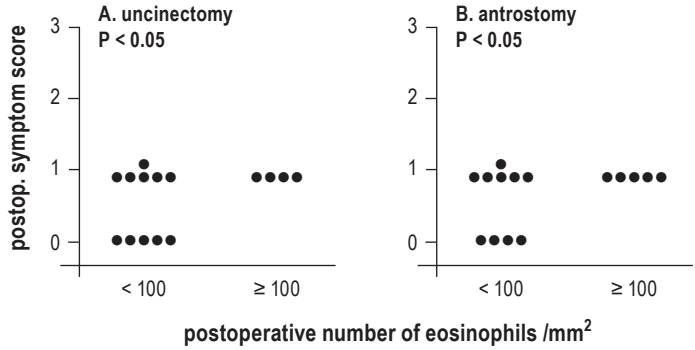 A. uncinectomy
P < 0.05
3
2
1
0
< 100
≥ 100
B. antrostomy
P < 0.05
3
2
1
0
< 100
≥ 100
postop. symptom score
postoperative number of eosinophils /mm²